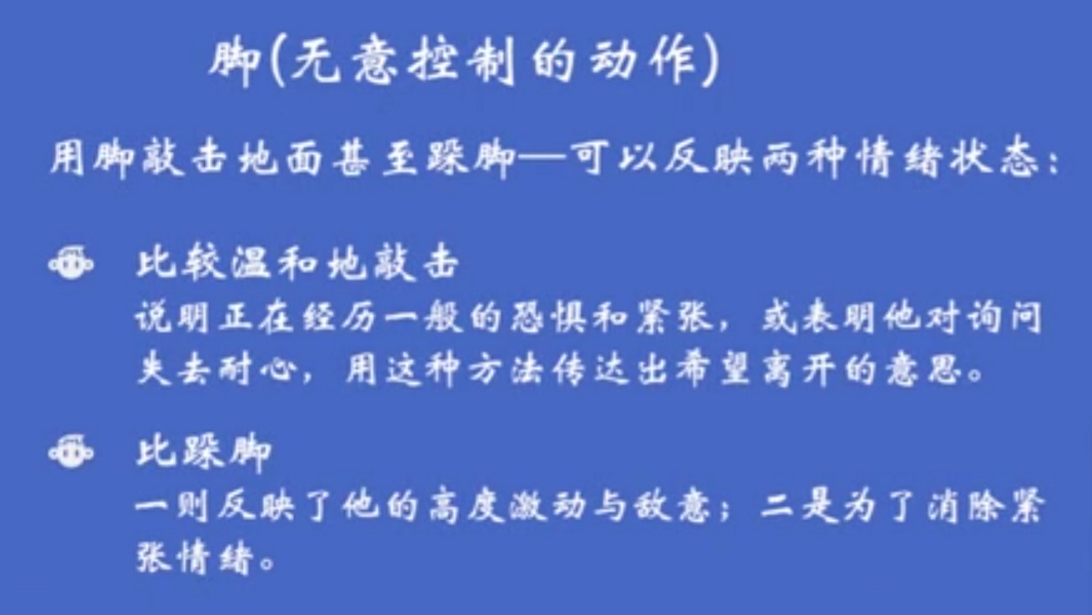 脚(无意控制的动作)
用脚敲击地面甚至跺脚—可以反映两种情绪状态：
比较温和地敲击
说明正在经历一般的恐惧和紧张，或表明他对询问
失去耐心，用这种方法传达出希望离开的意思。
比跺脚
一则反映了他的高度激动与敌意；二是为了消除紧
张情绪。